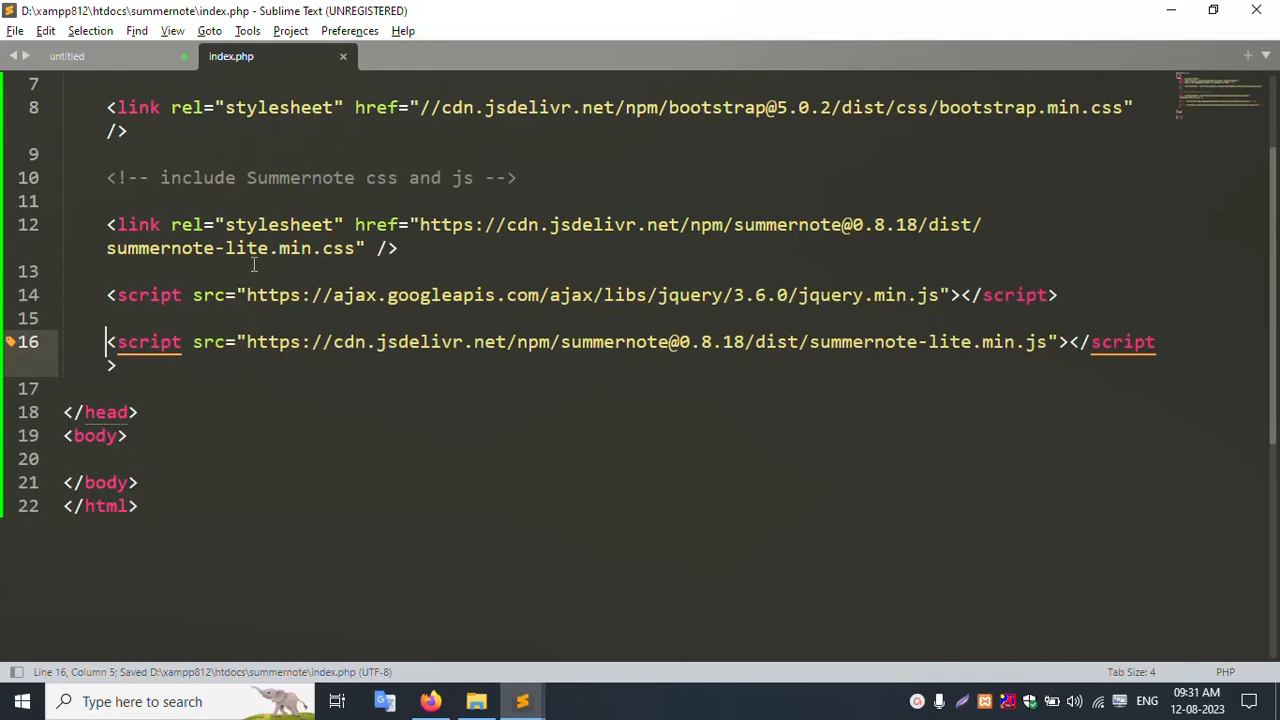 D:\xampp812\htdocs\summernote\index.php - Sublime Text (UNREGISTERED)
File Edit Selection Find View Goto Tools Project Preferences Help
untitled index.php
7
8 <link rel="stylesheet" href="//cdn.jsdelivr.net/npm/bootstrap@5.0.2/dist/css/bootstrap.min.css"
/>
9
10 <!-- include Summernote css and js -->
11
12 <link rel="stylesheet" href="https://cdn.jsdelivr.net/npm/summernote@0.8.18/dist/
summernote-lite.min.css" />
13
14 <script src="https://ajax.googleapis.com/ajax/libs/jquery/3.6.0/jquery.min.js"></script>
15
16 <script src="https://cdn.jsdelivr.net/npm/summernote@0.8.18/dist/summernote-lite.min.js"></script
>
17
18 </head>
19 <body>
20
21 </body>
22 </html>
Line 16, Column 5; Saved D:\xampp812\htdocs\summernote\index.php (UTF-8) Tab Size: 4 PHP
Type here to search ENG 09:31 AM
12-08-2023